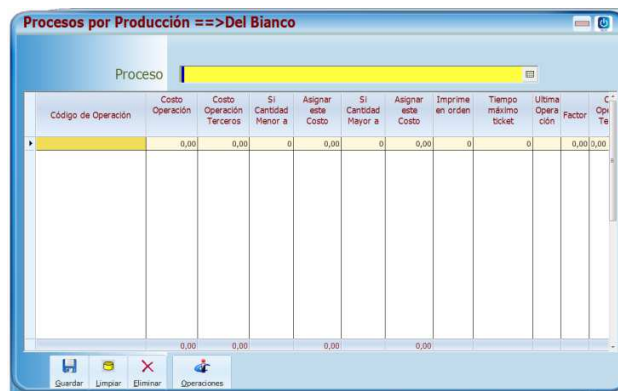 Procesos por Producción ==>Del Bianco
Proceso
Código de Operación
Costo
Operación
Costo
Operación
Terceros
Si
Cantidad
Menor a
Asignar
este
Costo
Si
Cantidad
Mayor a
Asignar
este
Costo
Imprime
en orden
Tiempo
máximo
ticket
Ultima
Opera
ción
Factor
0,00 0,00 0 0,00 0 0,00 0 0 0,00 0,00
0,00 0,00 0,00 0,00
Guardar Limpiar Eliminar Operaciones